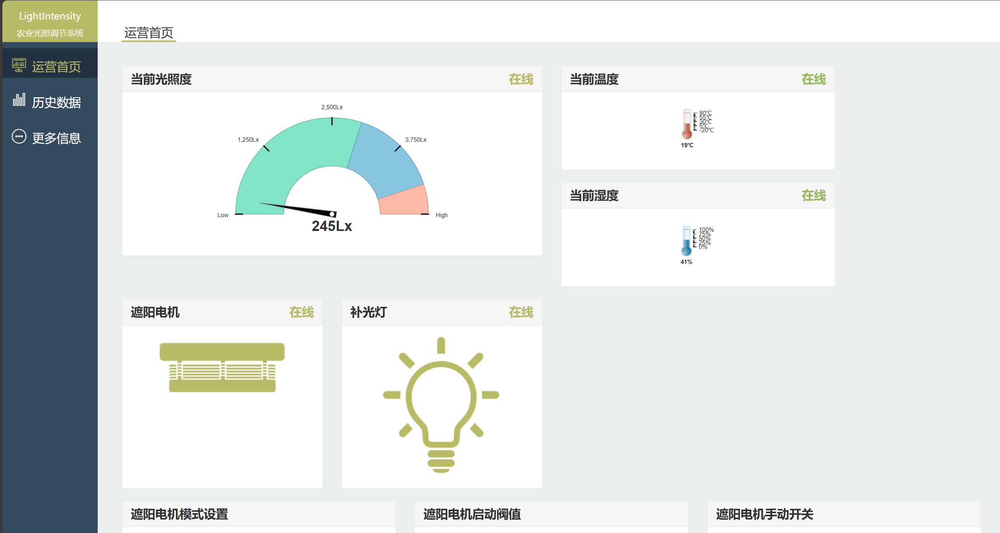 LightIntensity
农业光照调节系统
运营首页
历史数据
更多信息
运营首页
当前光照度 在线
2,500Lx
1,250Lx
3,750Lx
Low
High
245Lx
当前温度 在线
80℃
55℃
30℃
5℃
-20℃
19℃
当前湿度 在线
100%
75%
50%
25%
0%
41%
遮阳电机 在线
补光灯 在线
遮阳电机模式设置
遮阳电机启动阀值
遮阳电机手动开关